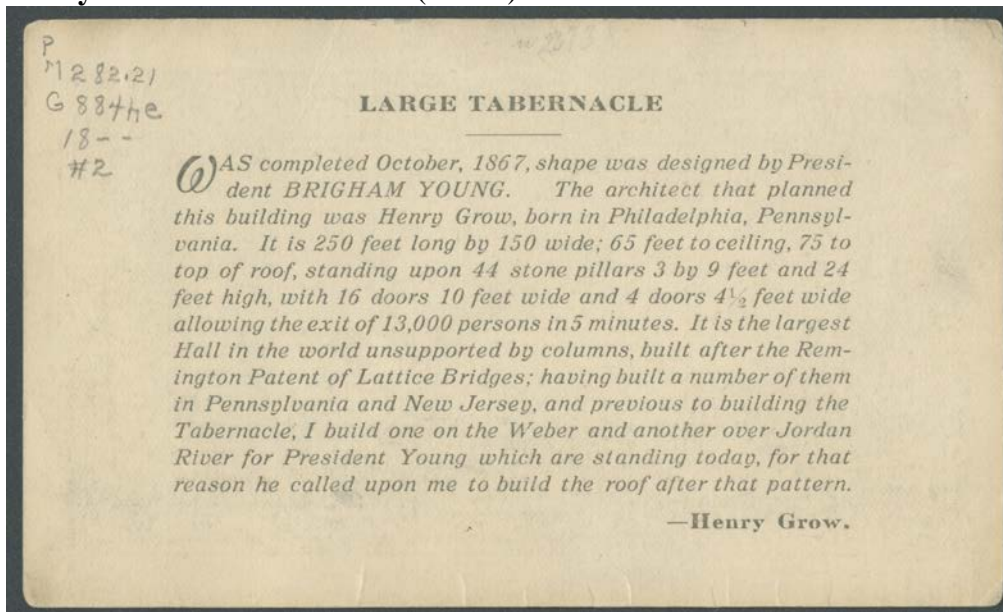 P
M282.21
G884he
18--
#2
LARGE TABERNACLE
WAS completed October, 1867, shape was designed by Presi-
dent BRIGHAM YOUNG. The architect that planned
this building was Henry Grow, born in Philadelphia, Pennsyl-
vania. It is 250 feet long by 150 wide; 65 feet to ceiling, 75 to
top of roof, standing upon 44 stone pillars 3 by 9 feet and 24
feet high, with 16 doors 10 feet wide and 4 doors 4½ feet wide
allowing the exit of 13,000 persons in 5 minutes. It is the largest
Hall in the world unsupported by columns, built after the Rem-
ington Patent of Lattice Bridges; having built a number of them
in Pennsylvania and New Jersey, and previous to building the
Tabernacle, I build one on the Weber and another over Jordan
River for President Young which are standing today, for that
reason he called upon me to build the roof after that pattern.
—Henry Grow.